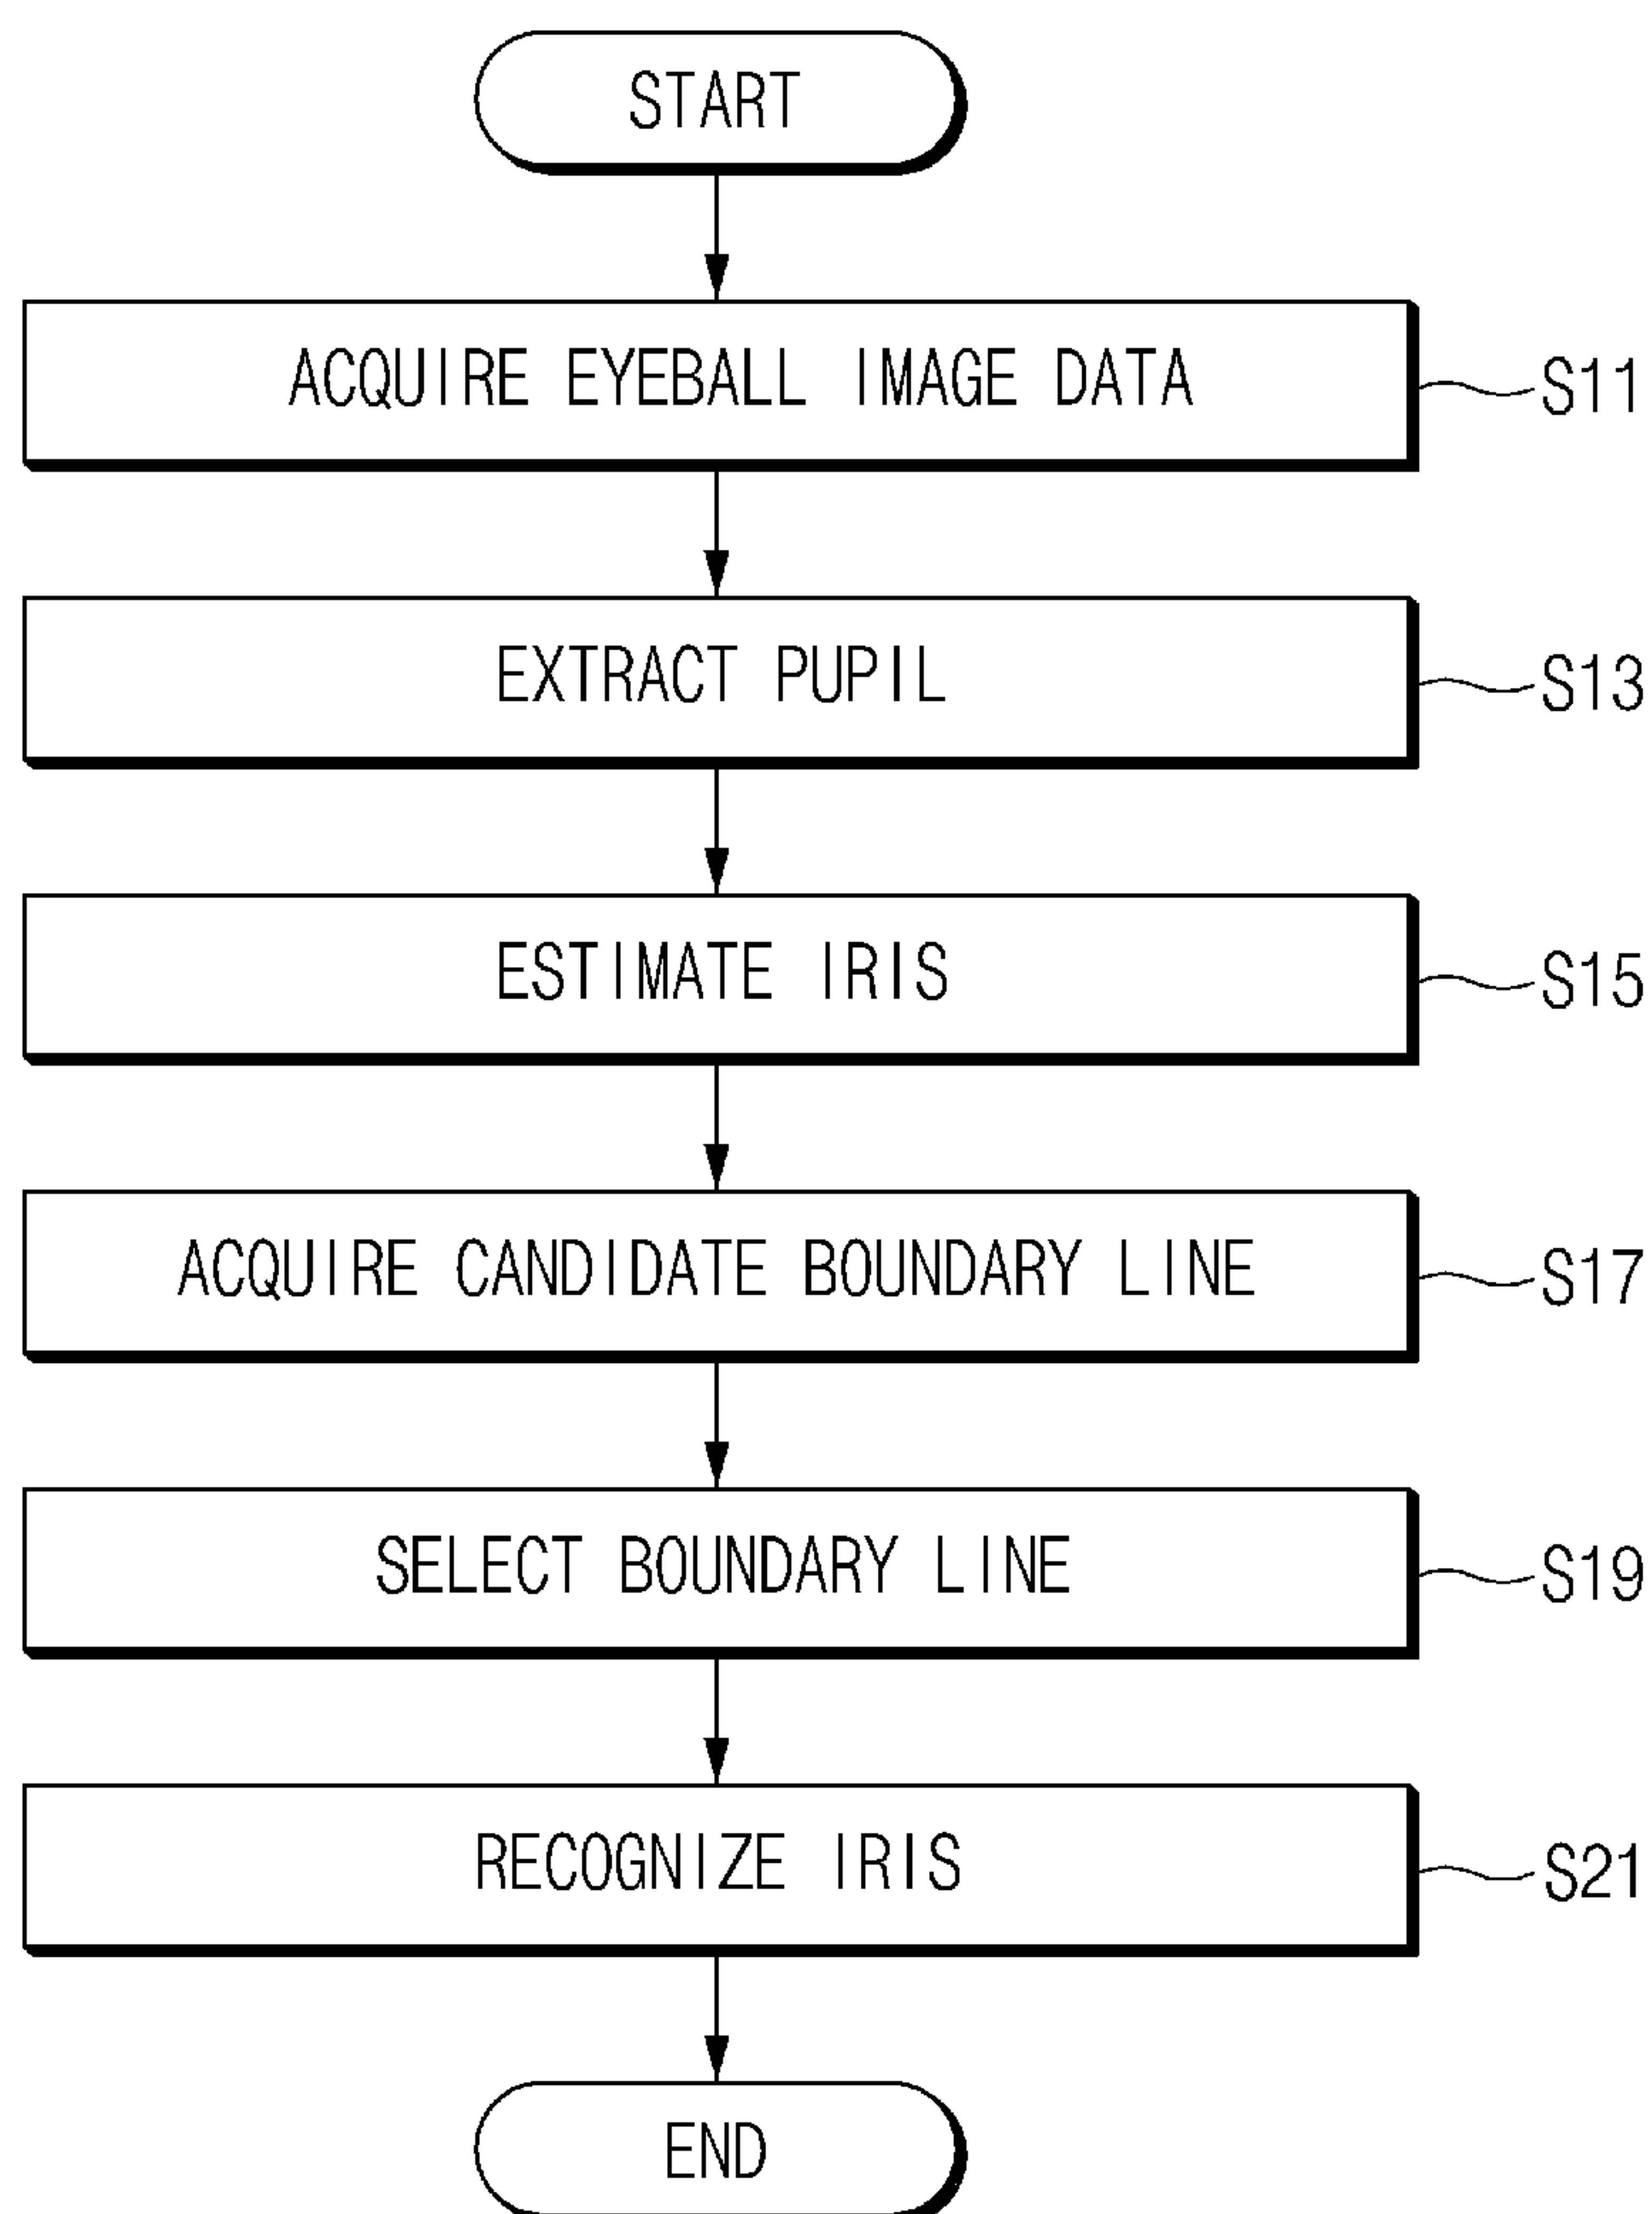 START
ACQUIRE EYEBALL IMAGE DATA
S11
EXTRACT PUPIL
S13
ESTIMATE IRIS
S15
ACQUIRE CANDIDATE BOUNDARY LINE
S17
SELECT BOUNDARY LINE
S19
RECOGNIZE IRIS
S21
END